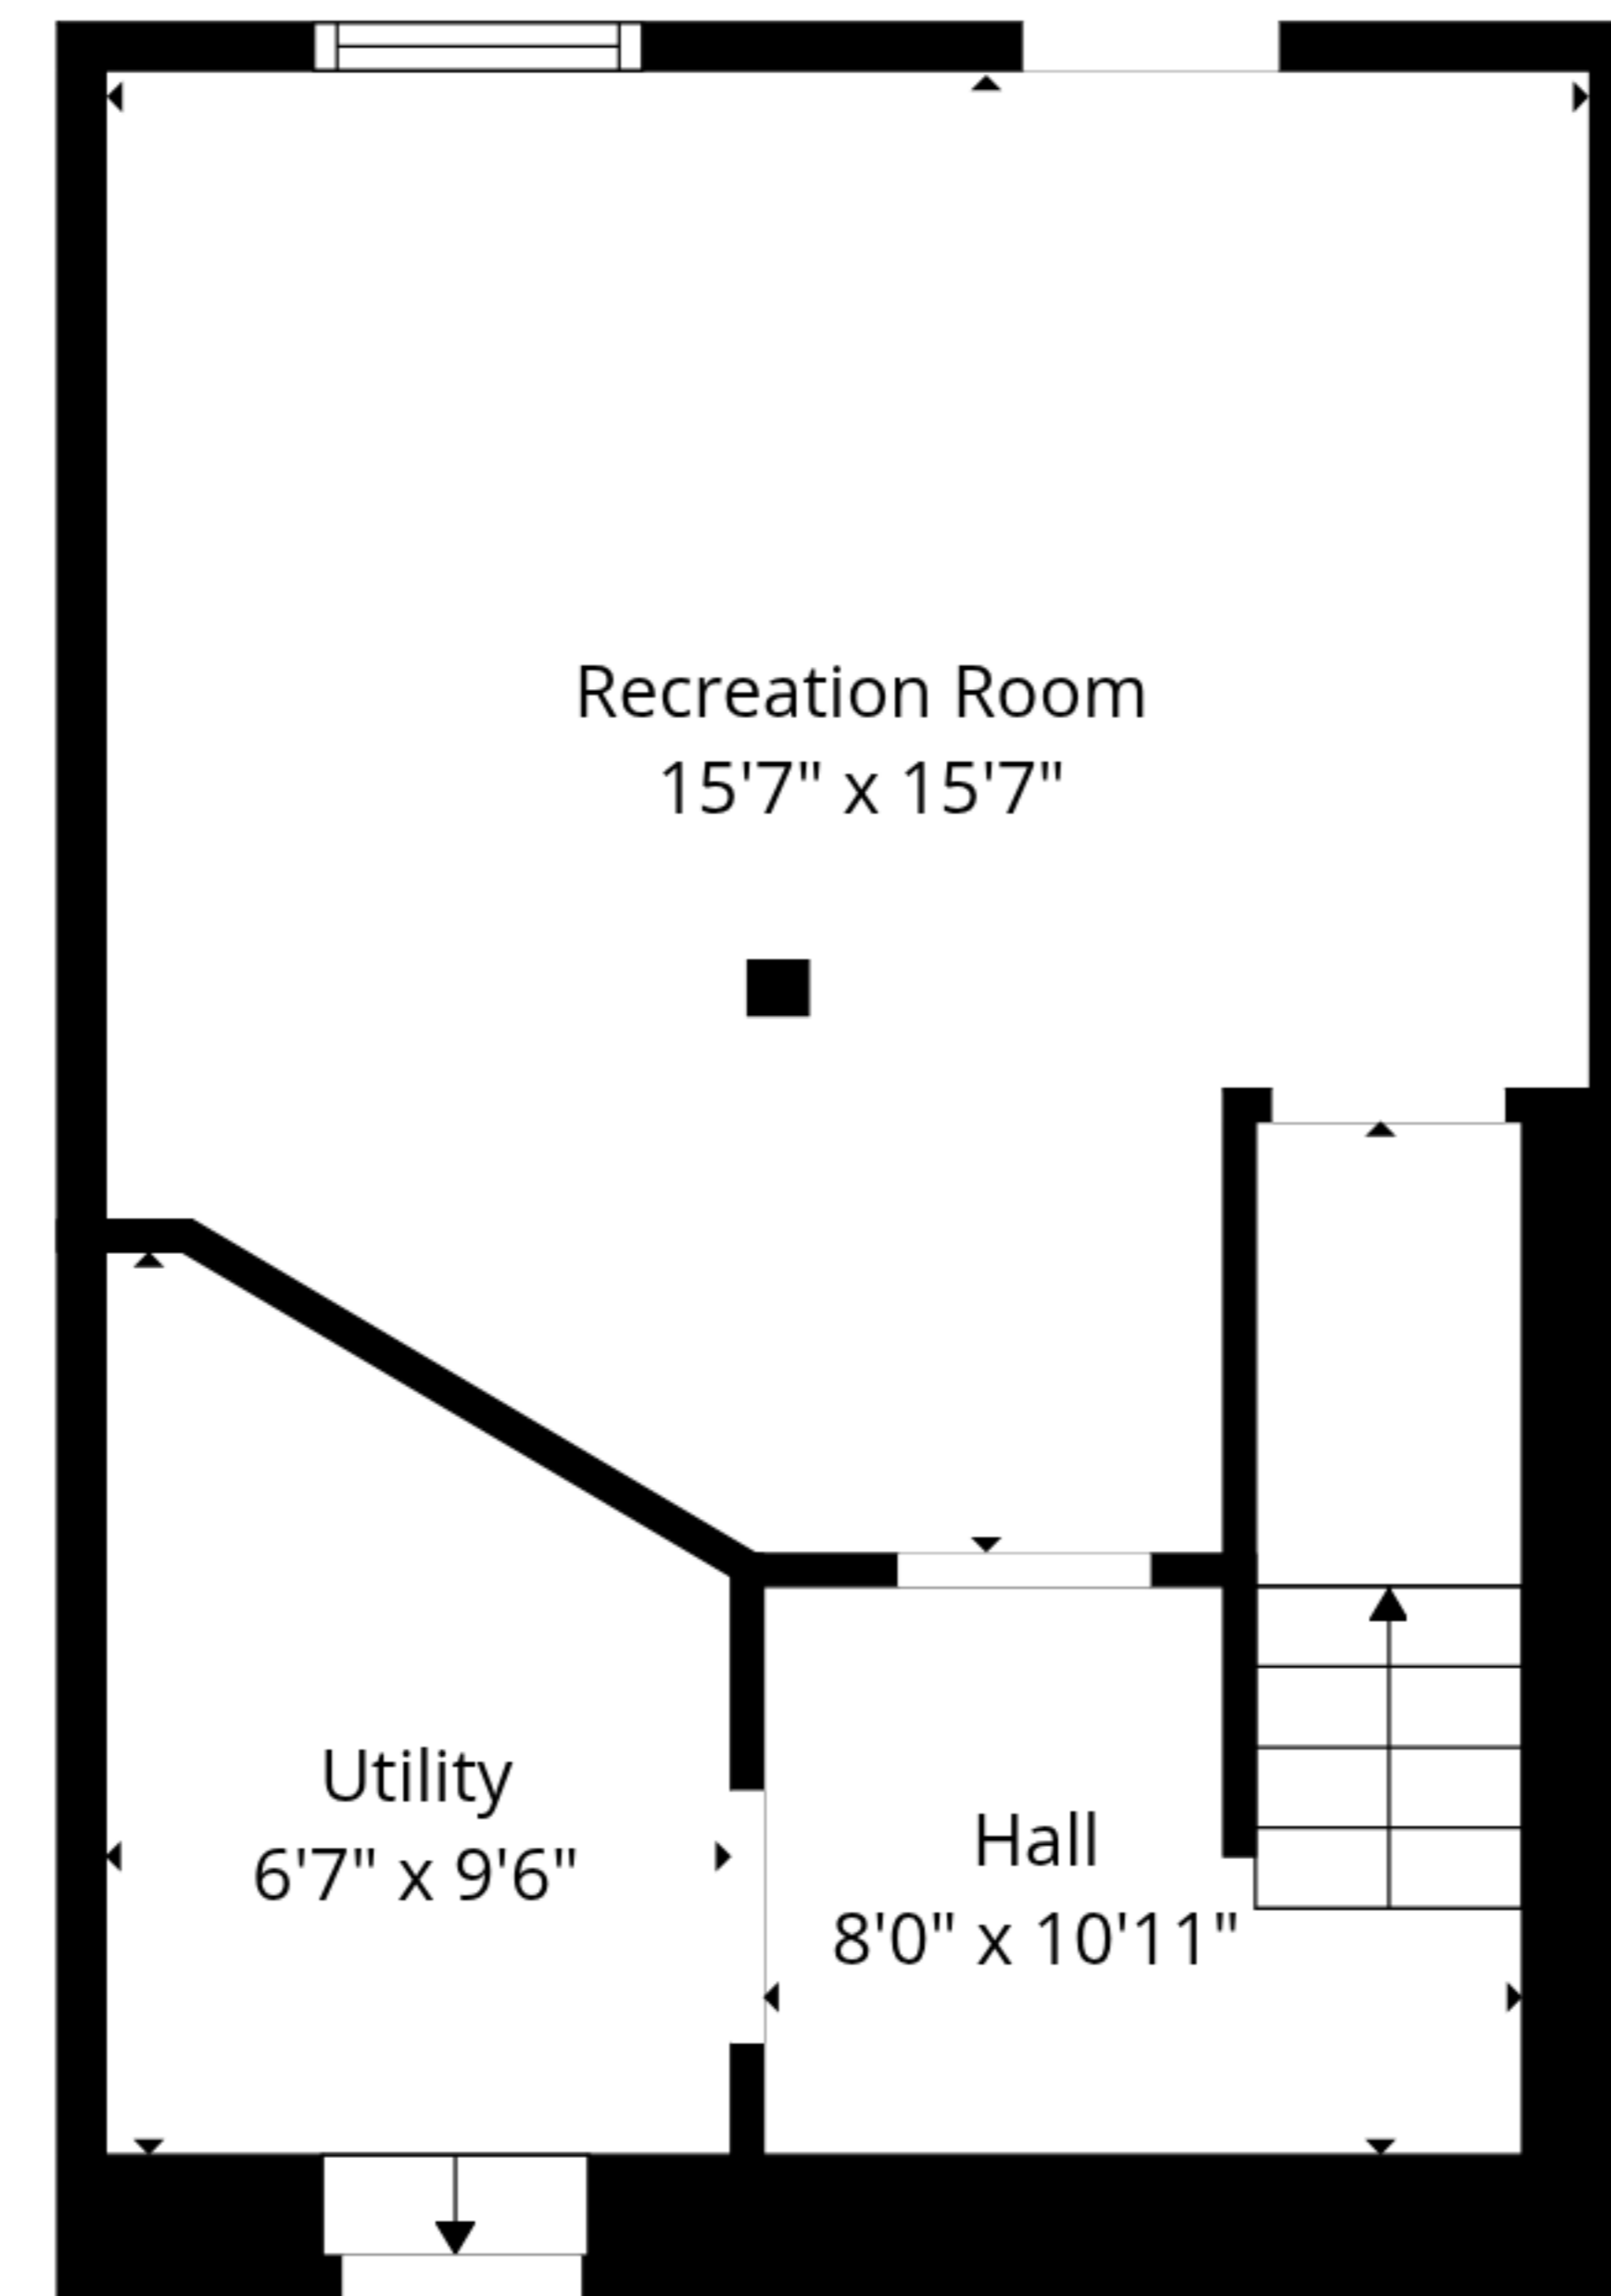 Recreation Room
15'7" x 15'7"
Utility
6'7" x 9'6"
Hall
8'0" x 10'11"